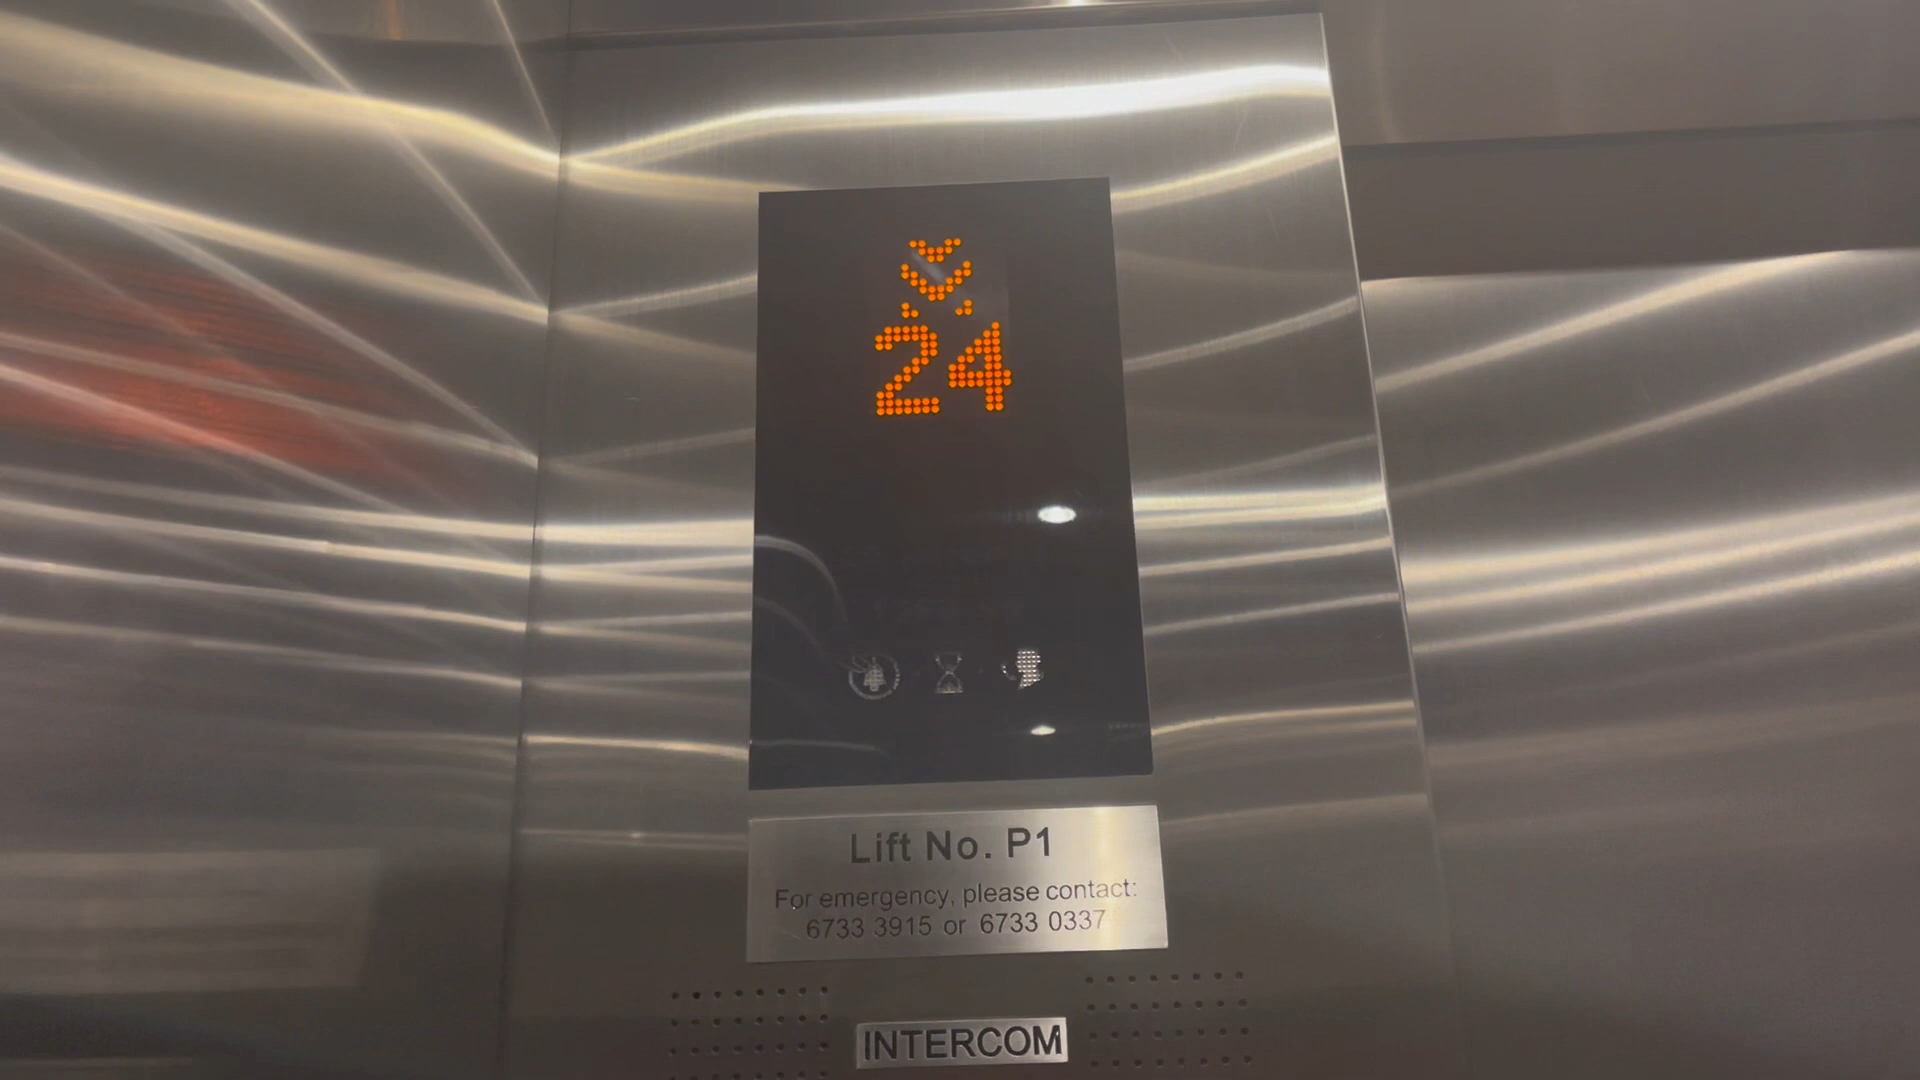 24
Lift No. P1
For emergency, please contact:
6733 3915 or 6733 0337
INTERCOM